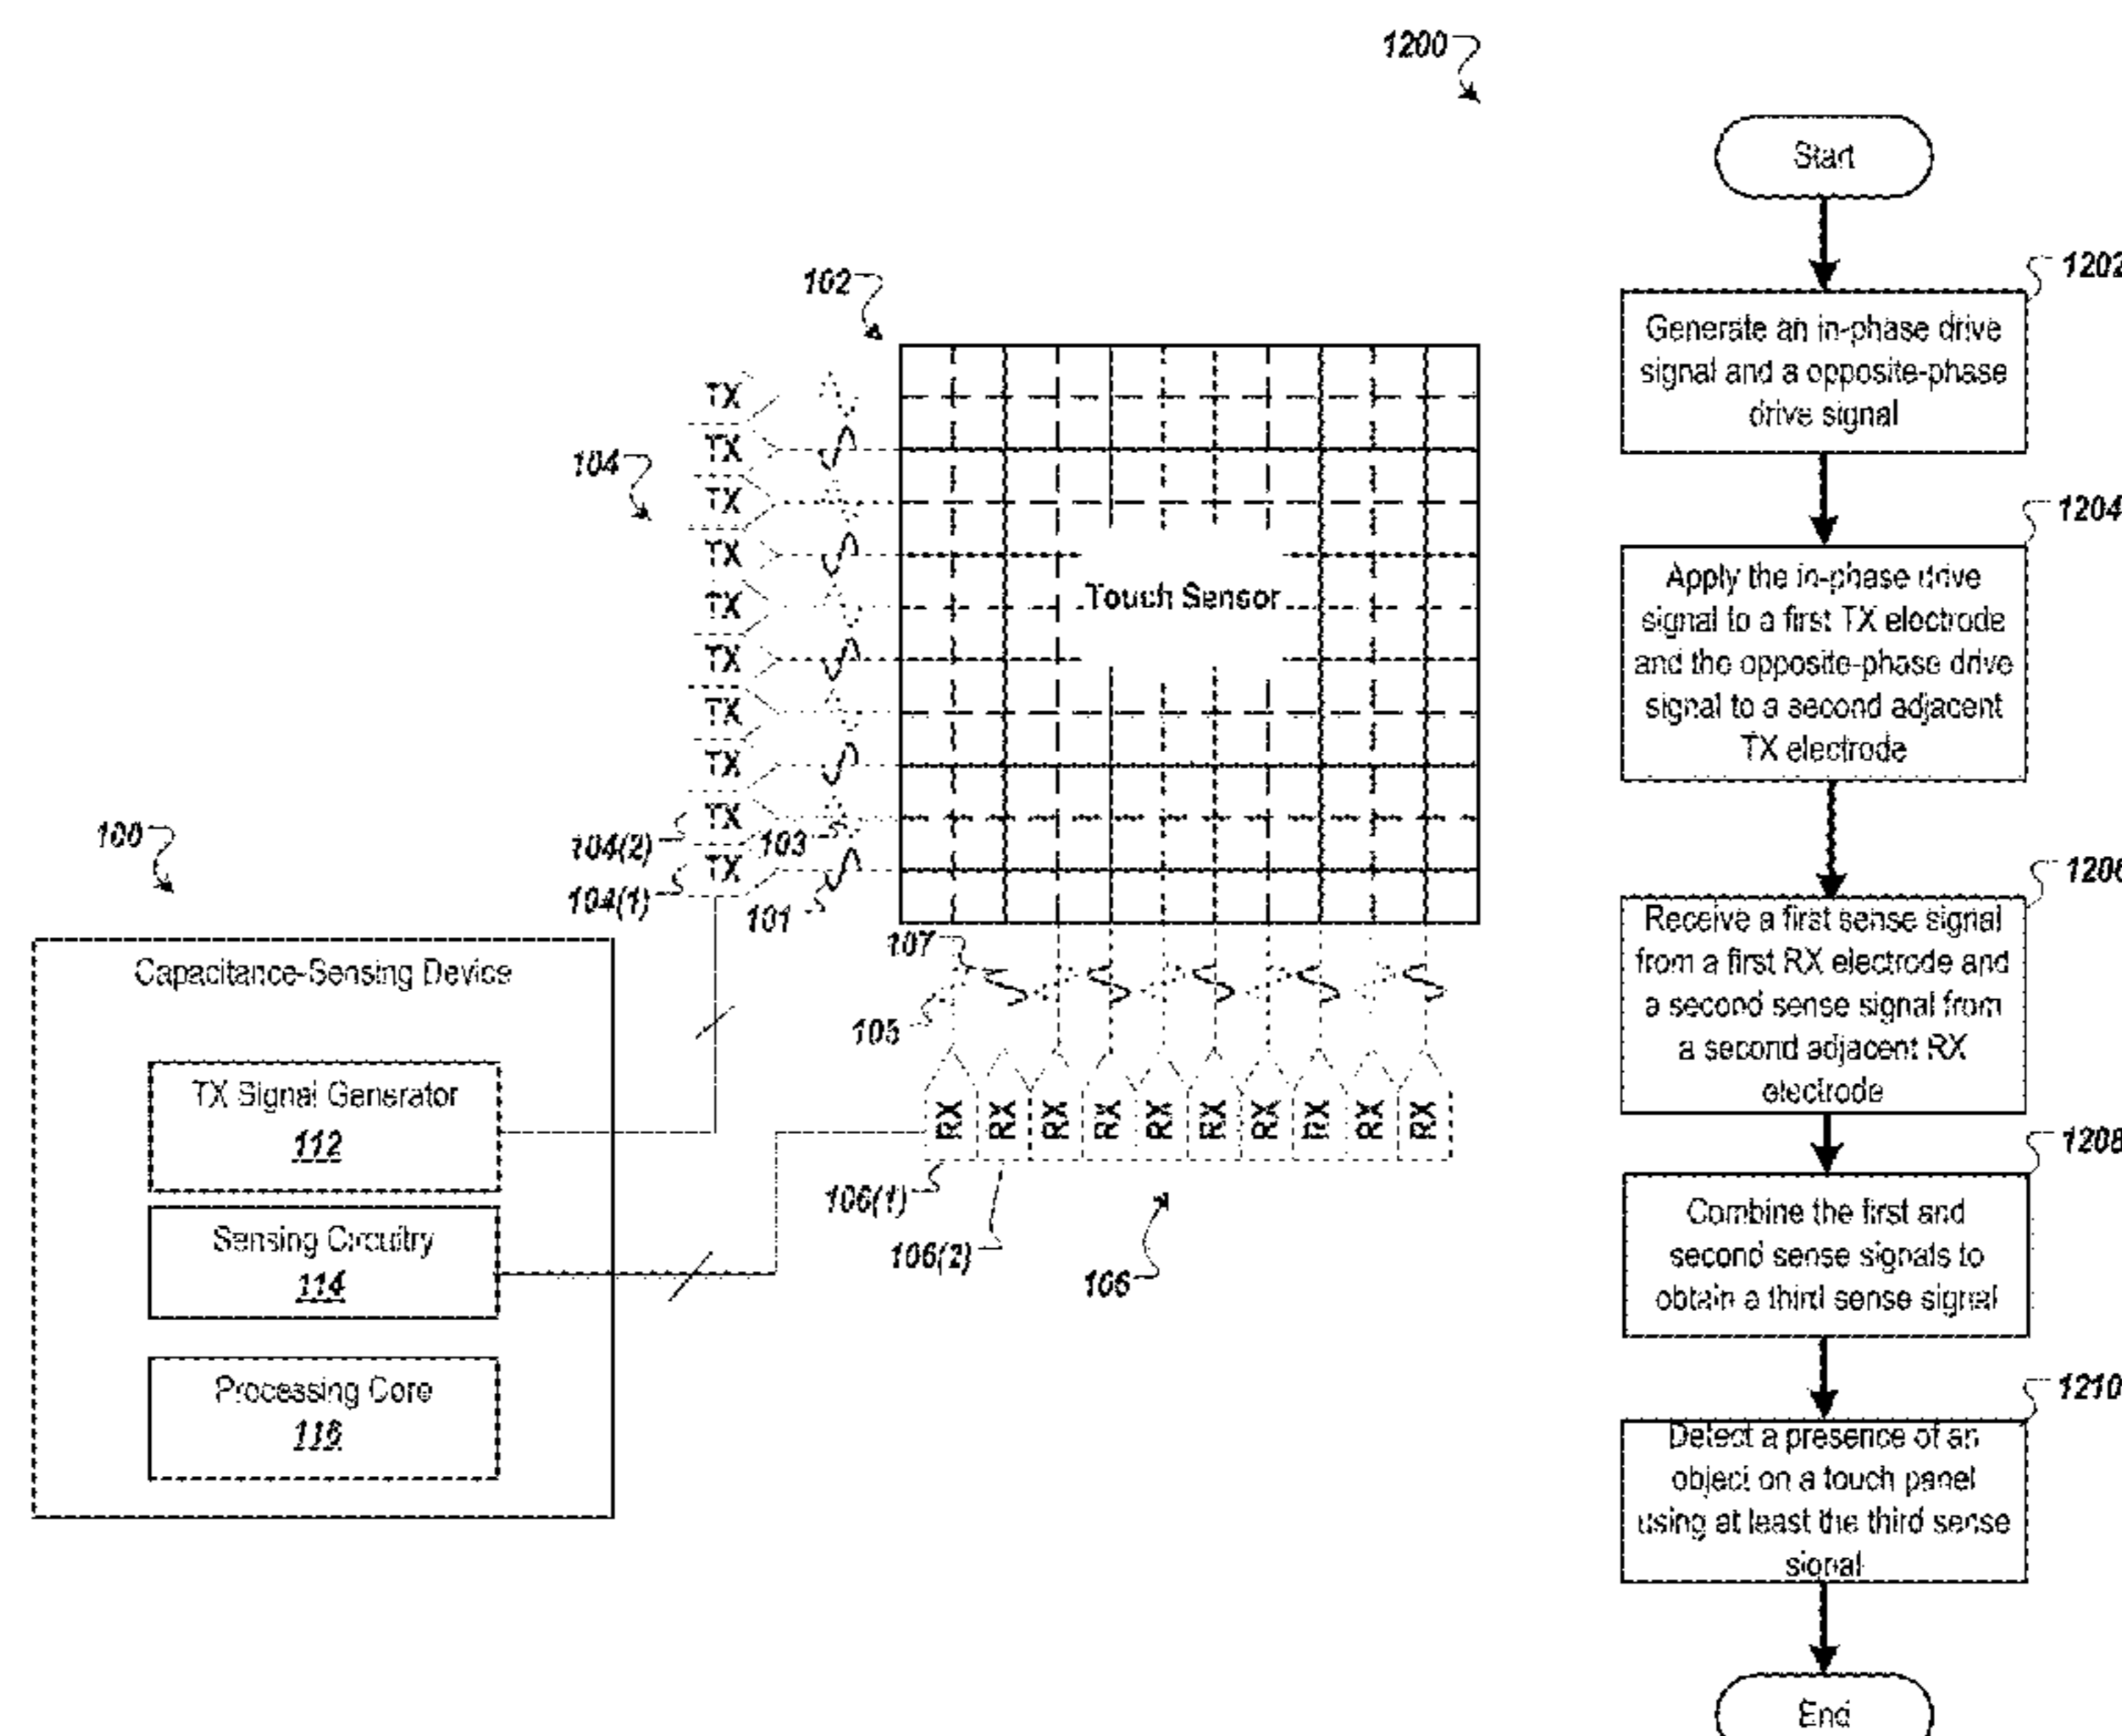 1200
Start
1202
Generate an in-phase drive
signal and a opposite-phase
drive signal
1204
Apply the in-phase drive
signal to a first TX electrode
and the opposite-phase drive
signal to a second adjacent
TX electrode
1206
Receive a first sense signal
from a first RX electrode and
a second sense signal from
a second adjacent RX
electrode
1208
Combine the first and
second sense signals to
obtain a third sense signal
1210
Detect a presence of an
object on a touch panel
using at least the third sense
signal
End
102
104
TX
TX
TX
TX
TX
TX
TX
TX
TX
TX
104(2)
104(1)
103
101
Touch Sensor
107
105
RX
RX
RX
RX
RX
RX
RX
RX
RX
RX
106(1)
106(2)
106
100
Capacitance-Sensing Device
TX Signal Generator
112
Sensing Circuitry
114
Processing Core